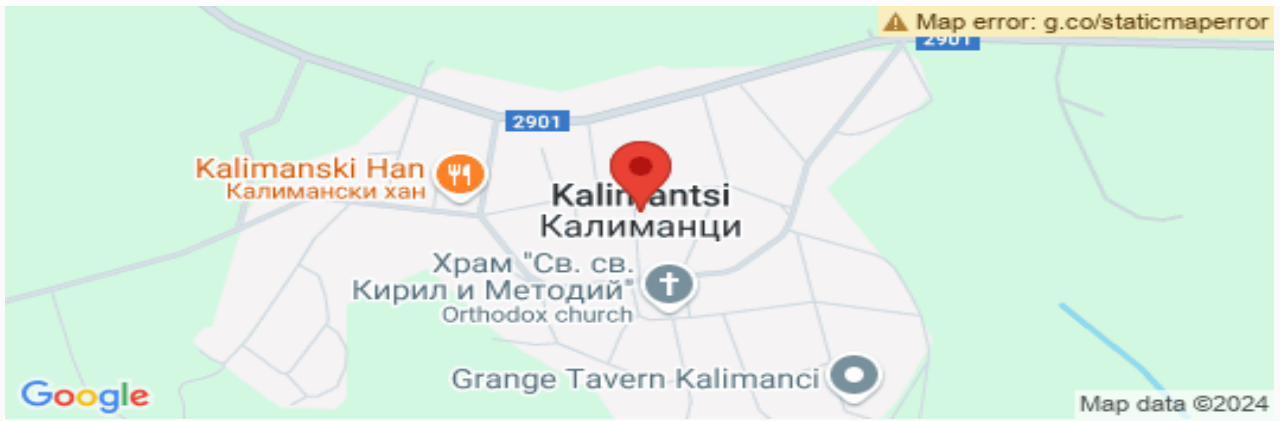 ⚠ Map error: g.co/staticmaperror
2901
2901
Kalimanski Han
Калимански хан
Kalimantsi
Калиманци
Храм "Св. св.
Кирил и Методий"
Orthodox church
Grange Tavern Kalimanci
Google
Map data ©2024